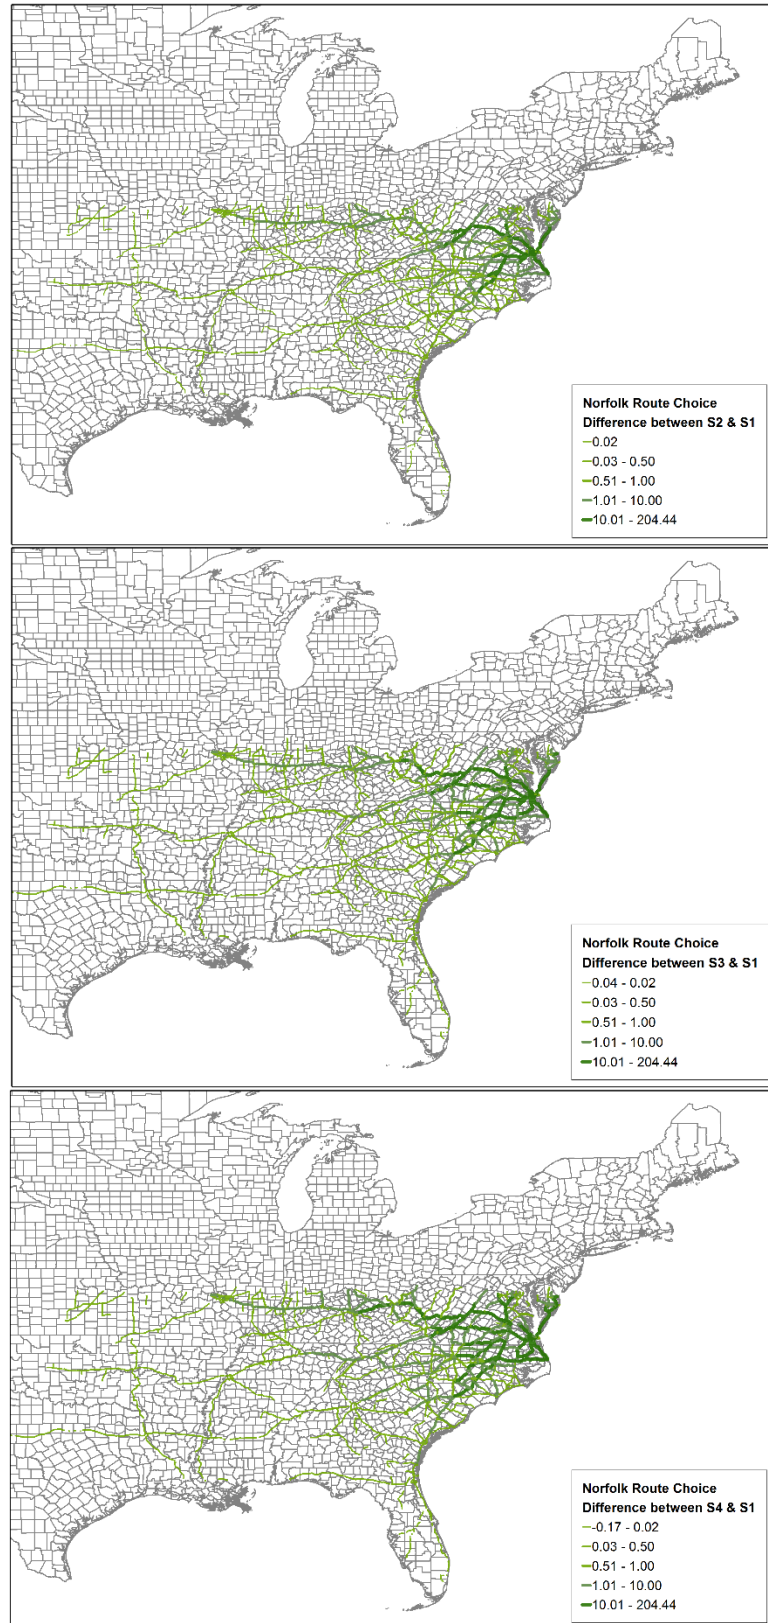 Norfolk Route Choice
Difference between S2 & S1
0.02
0.03 - 0.50
0.51 - 1.00
1.01 - 10.00
10.01 - 204.44
Norfolk Route Choice
Difference between S3 & S1
0.04 - 0.02
0.03 - 0.50
0.51 - 1.00
1.01 - 10.00
10.01 - 204.44
Norfolk Route Choice
Difference between S4 & S1
-0.17 - 0.02
0.03 - 0.50
0.51 - 1.00
1.01 - 10.00
10.01 - 204.44